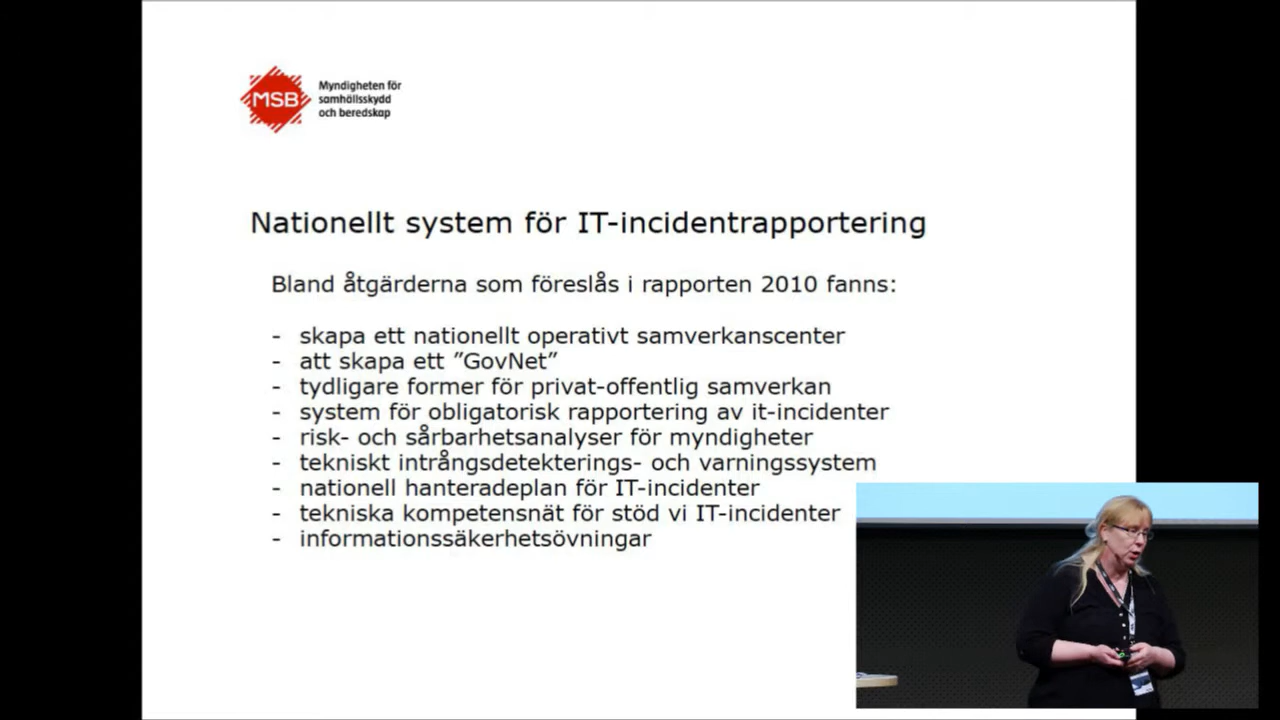 MSB
Myndigheten för
samhällsskydd
och beredskap
Nationellt system för IT-incidentrapportering
Bland åtgärderna som föreslås i rapporten 2010 fanns:
- skapa ett nationellt operativt samverkanscenter
- att skapa ett ”GovNet”
- tydligare former för privat-offentlig samverkan
- system för obligatorisk rapportering av it-incidenter
- risk- och sårbarhetsanalyser för myndigheter
- tekniskt intrångsdetekterings- och varningssystem
- nationell hanteradeplan för IT-incidenter
- tekniska kompetensnät för stöd vi IT-incidenter
- informationssäkerhetsövningar